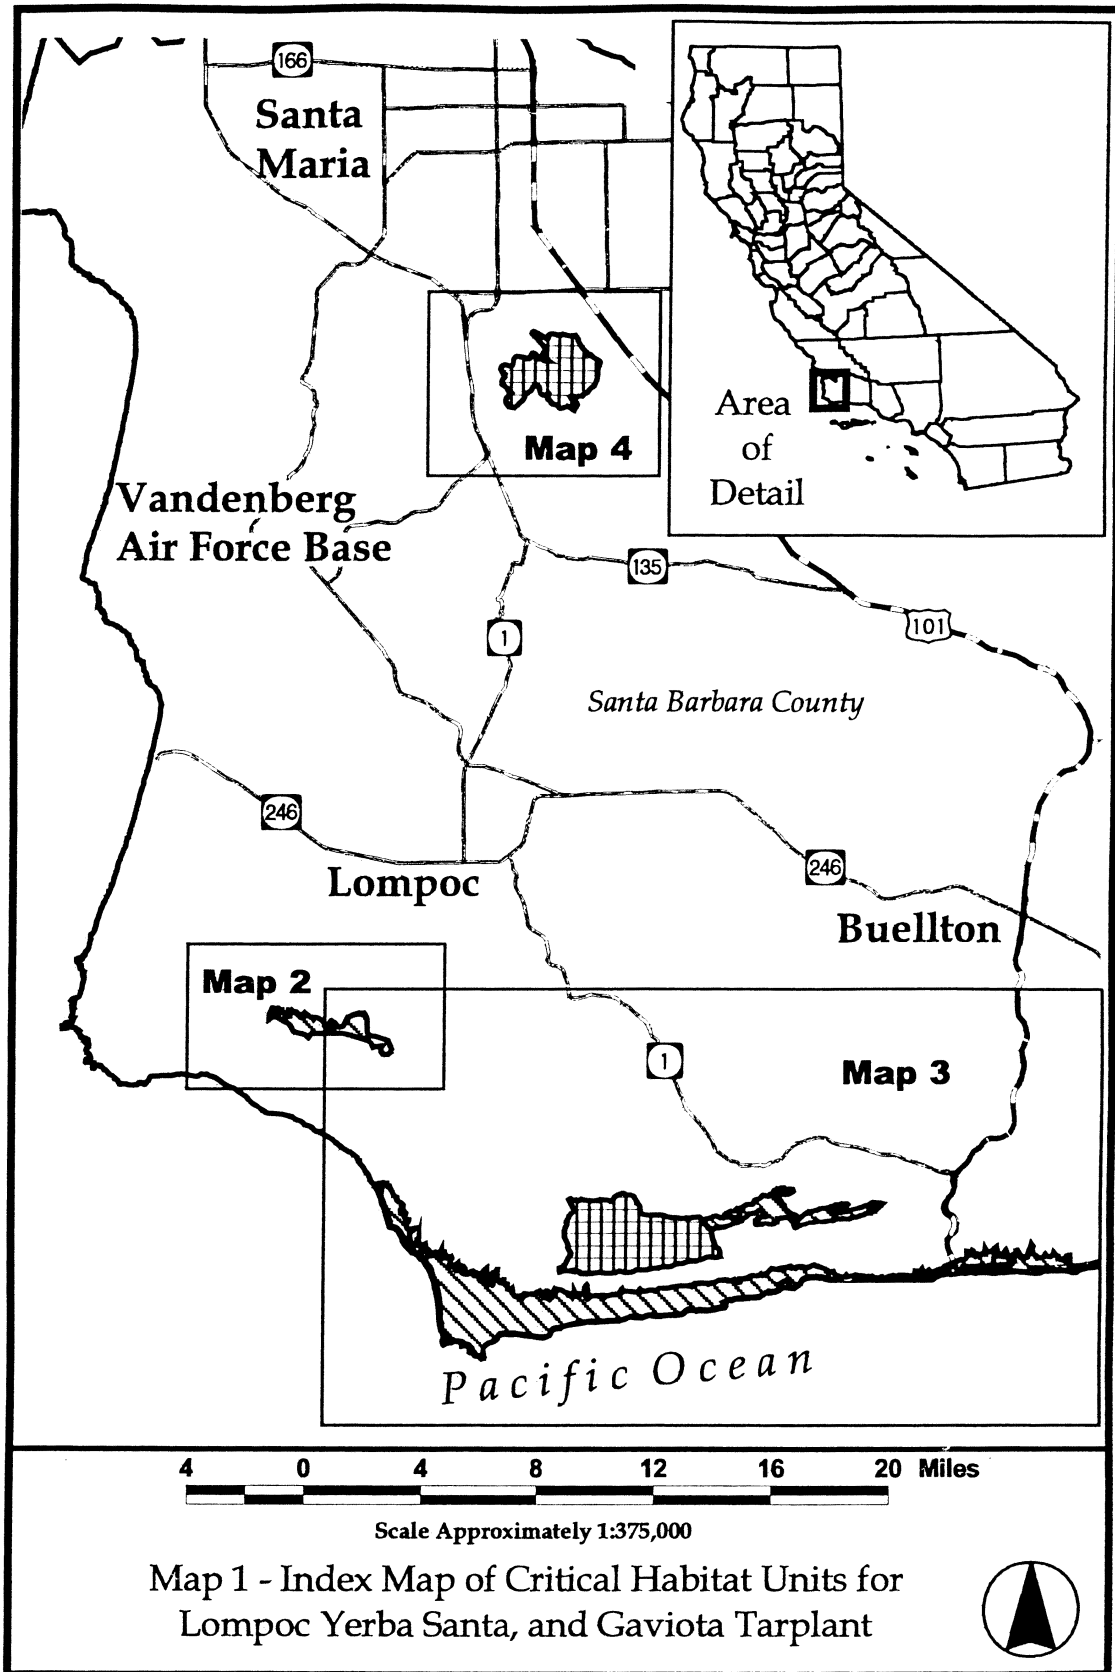 166
Santa
Maria
Area
of
Detail
Map 4
Vandenberg
Air Force Base
135
101
1
Santa Barbara County
246
246
Lompoc
Buellton
Map 2
1
Map 3
Pacific Ocean
4 0 4 8 12 16 20 Miles
Scale Approximately 1:375,000
Map 1 - Index Map of Critical Habitat Units for
Lompoc Yerba Santa, and Gaviota Tarplant